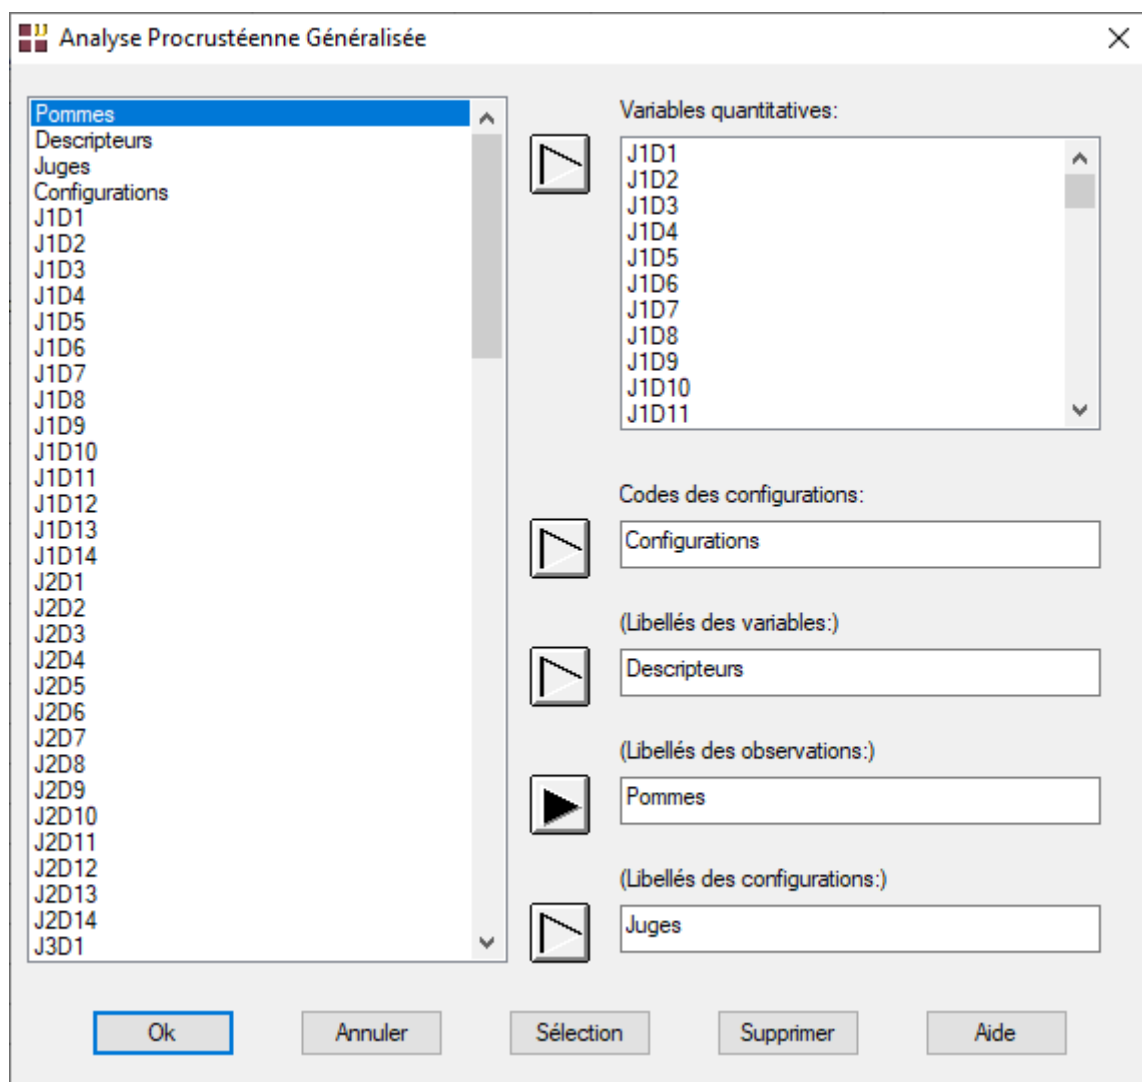 Analyse Procrustéenne Généralisée
Pommes
Descripteurs
Juges
Configurations
J1D1
J1D2
J1D3
J1D4
J1D5
J1D6
J1D7
J1D8
J1D9
J1D10
J1D11
J1D12
J1D13
J1D14
J2D1
J2D2
J2D3
J2D4
J2D5
J2D6
J2D7
J2D8
J2D9
J2D10
J2D11
J2D12
J2D13
J2D14
J3D1
Variables quantitatives:
J1D1
J1D2
J1D3
J1D4
J1D5
J1D6
J1D7
J1D8
J1D9
J1D10
J1D11
Codes des configurations:
Configurations
(Libellés des variables:)
Descripteurs
(Libellés des observations:)
Pommes
(Libellés des configurations:)
Juges
Ok
Annuler
Sélection
Supprimer
Aide